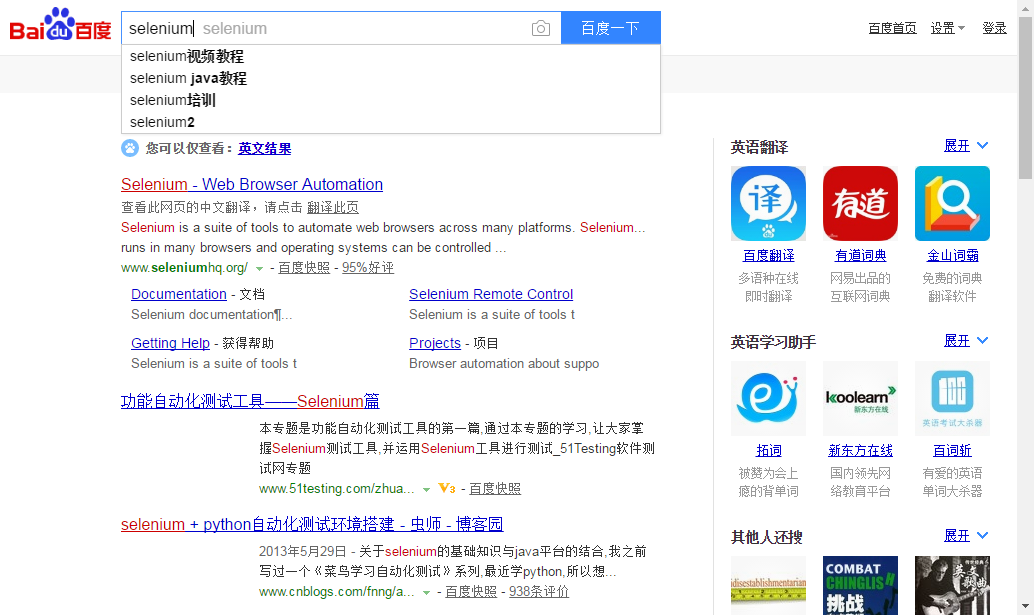 Bai du 百度
selenium selenium
百度一下
百度首页 设置 登录
selenium视频教程
selenium java教程
selenium培训
selenium2
您可以仅查看：英文结果
Selenium - Web Browser Automation
查看此网页的中文翻译，请点击 翻译此页
Selenium is a suite of tools to automate web browsers across many platforms. Selenium...
runs in many browsers and operating systems can be controlled ...
www.seleniumhq.org/ - 百度快照 - 95%好评
Documentation - 文档
Selenium documentation¶...
Selenium Remote Control
Selenium is a suite of tools t
Getting Help - 获得帮助
Selenium is a suite of tools t
Projects - 项目
Browser automation about suppo
功能自动化测试工具——Selenium篇
本专题是功能自动化测试工具的第一篇,通过本专题的学习,让大家掌
握Selenium测试工具,并运用Selenium工具进行测试_51Testing软件测
试网专题
www.51testing.com/zhua... V3 - 百度快照
selenium + python自动化测试环境搭建 - 虫师 - 博客园
2013年5月29日 - 关于selenium的基础知识与java平台的结合,我之前
写过一个《菜鸟学习自动化测试》系列,最近学python,所以想...
www.cnblogs.com/fnng/a... - 百度快照 - 938条评价
英语翻译 展开
译
有道
百度翻译
多语种在线
即时翻译
有道词典
网易出品的
互联网词典
金山词霸
免费的词典
翻译软件
英语学习助手 展开
koolearn
新东方在线
英语考试大杀器
拓词
被赞为会上
瘾的背单词
新东方在线
国内领先网
络教育平台
百词斩
有爱的英语
单词大杀器
其他人还搜 展开
idisestablishmentarian
COMBAT
CHINGLISH
挑战
英文